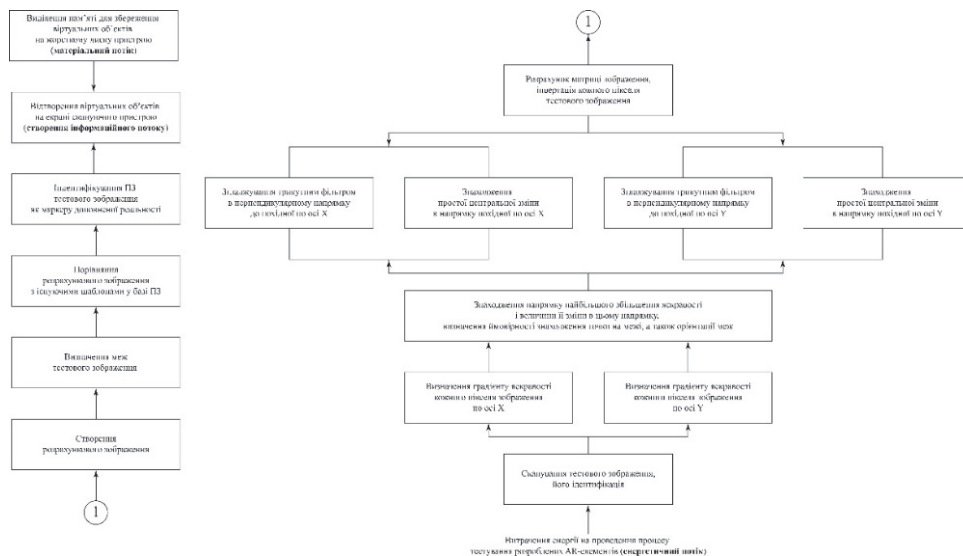 Виділення пам'яті для збереження
віртуальних об'єктів
на жорсткому диску пристрою
(матеріальний потік)
Відтворення віртуальних об'єктів
на екрані скануючого пристрою
(створення інформаційного потоку)
Ідентифікування ПЗ
тестового зображення
як маркеру доповненої реальності
Порівняння
розрахункового зображення
з існуючими шаблонами у базі ПЗ
Визначення меж
тестового зображення
Створення
розрахункового зображення
1
1
Розрахунок матриці зображення,
інвертація кожного пікселя
тестового зображення
Згладжування трикутним фільтром
в перпендикулярному напрямку
до похідної по осі X
Знаходження
простої центральної зміни
в напрямку похідної по осі X
Згладжування трикутним фільтром
в перпендикулярному напрямку
до похідної по осі Y
Знаходження
простої центральної зміни
в напрямку похідної по осі Y
Знаходження напрямку найбільшого збільшення яскравості
і величини її зміни в цьому напрямку,
визначення ймовірності знаходження точки на межі, а також орієнтації меж
Визначення градієнту яскравості
кожного пікселя зображення
по осі X
Визначення градієнту яскравості
кожного пікселя зображення
по осі Y
Сканування тестового зображення,
його ідентифікація
Витрачення енергії на проведення процесу
тестування розроблених AR-елементів (енергетичний потік)